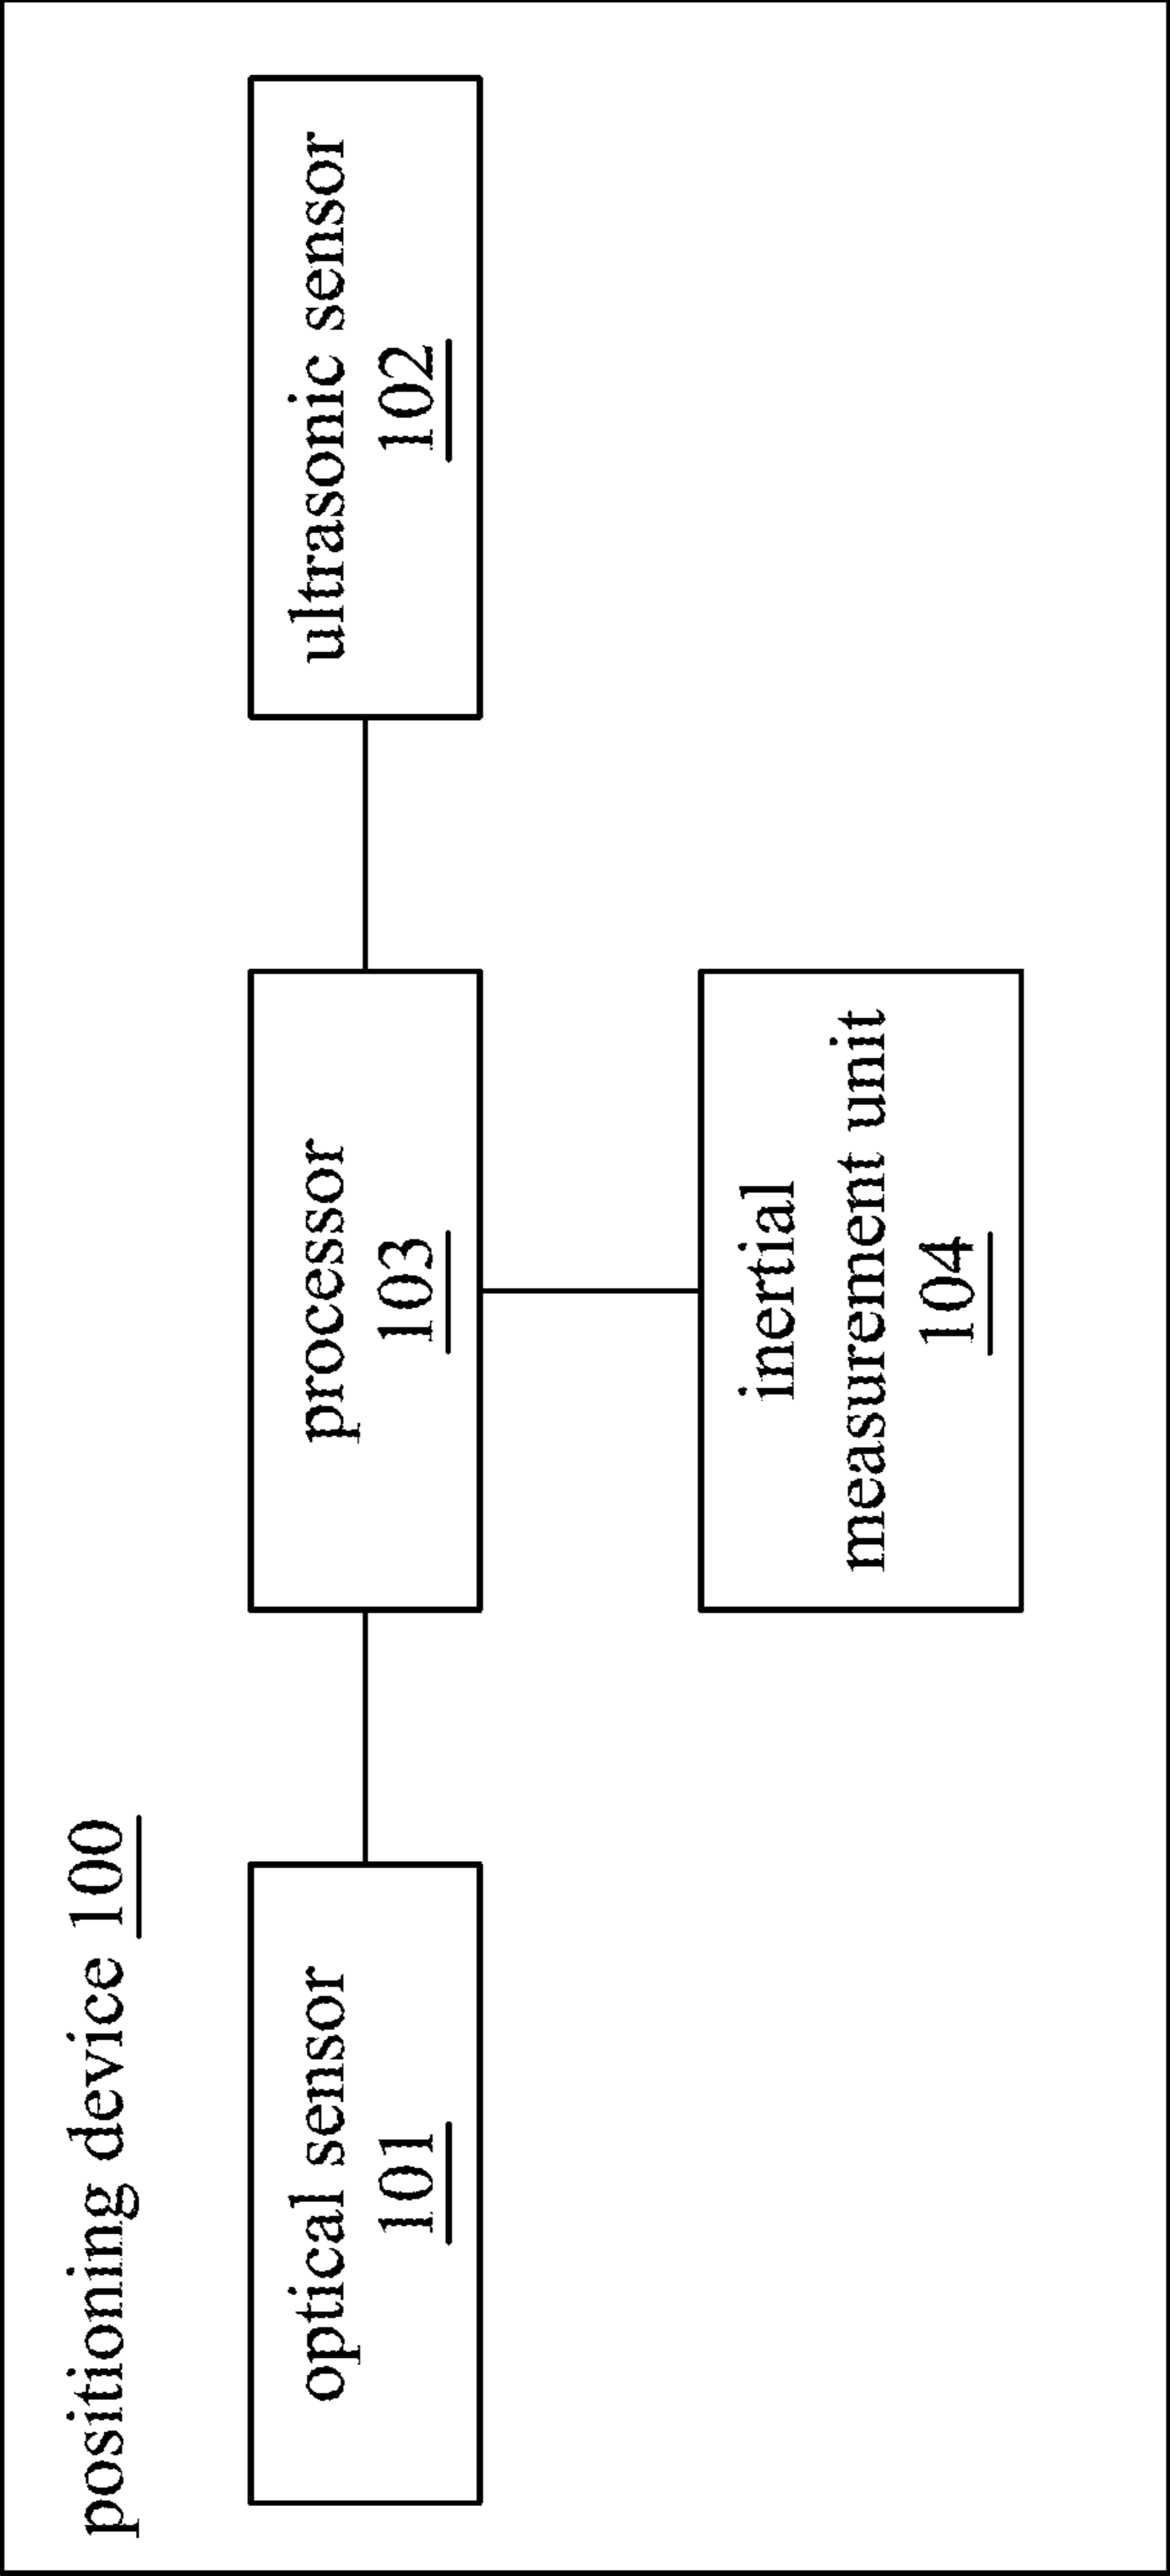 positioning device 100
optical sensor
101
processor
103
ultrasonic sensor
102
inertial
measurement unit
104